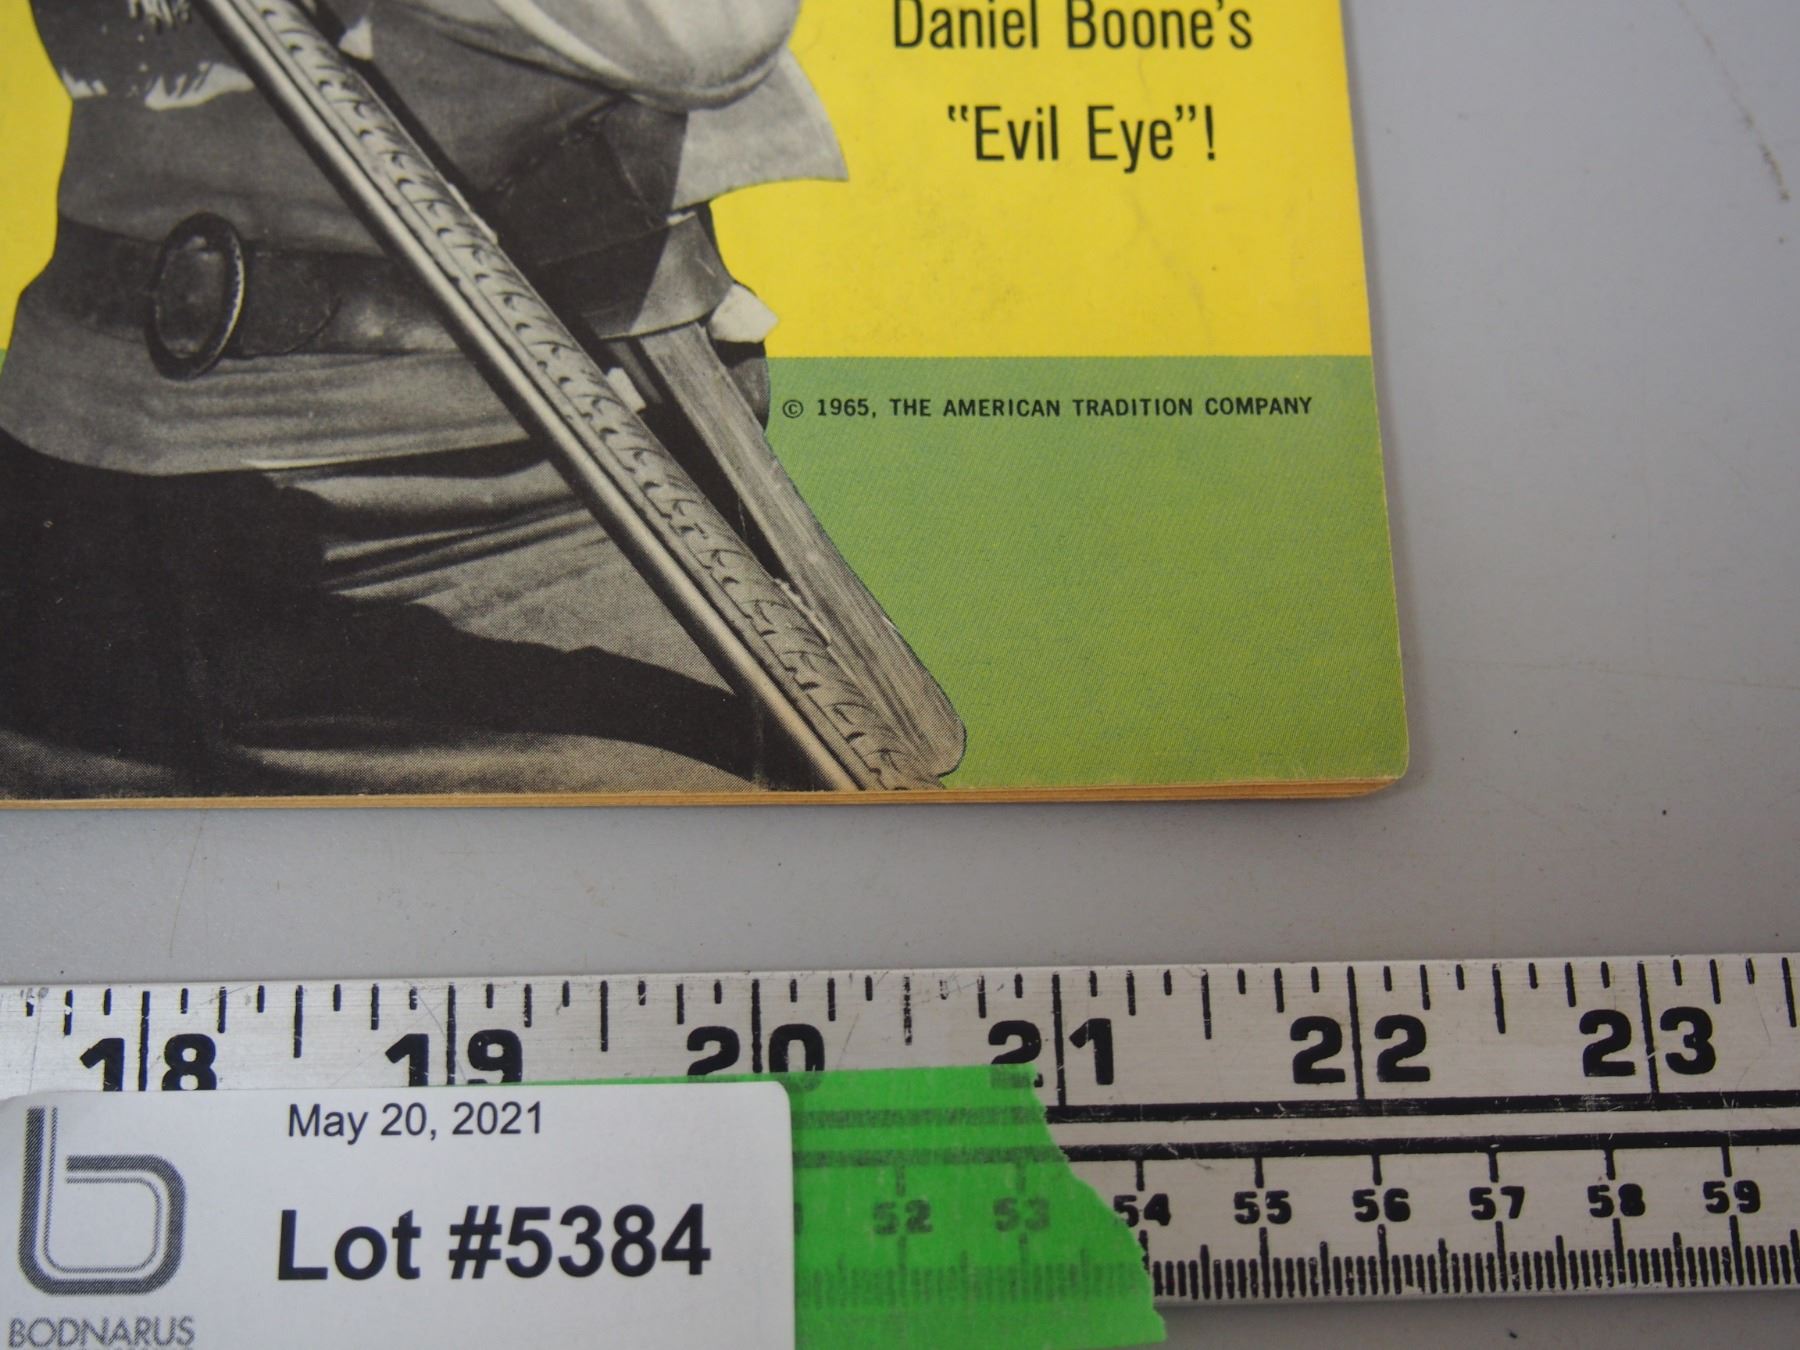 Daniel Boone's
"Evil Eye"!
© 1965, THE AMERICAN TRADITION COMPANY
18 19 20 21 22 23
May 20, 2021
52 53 54 55 56 57 58 59
Lot #5384
BODNARUS